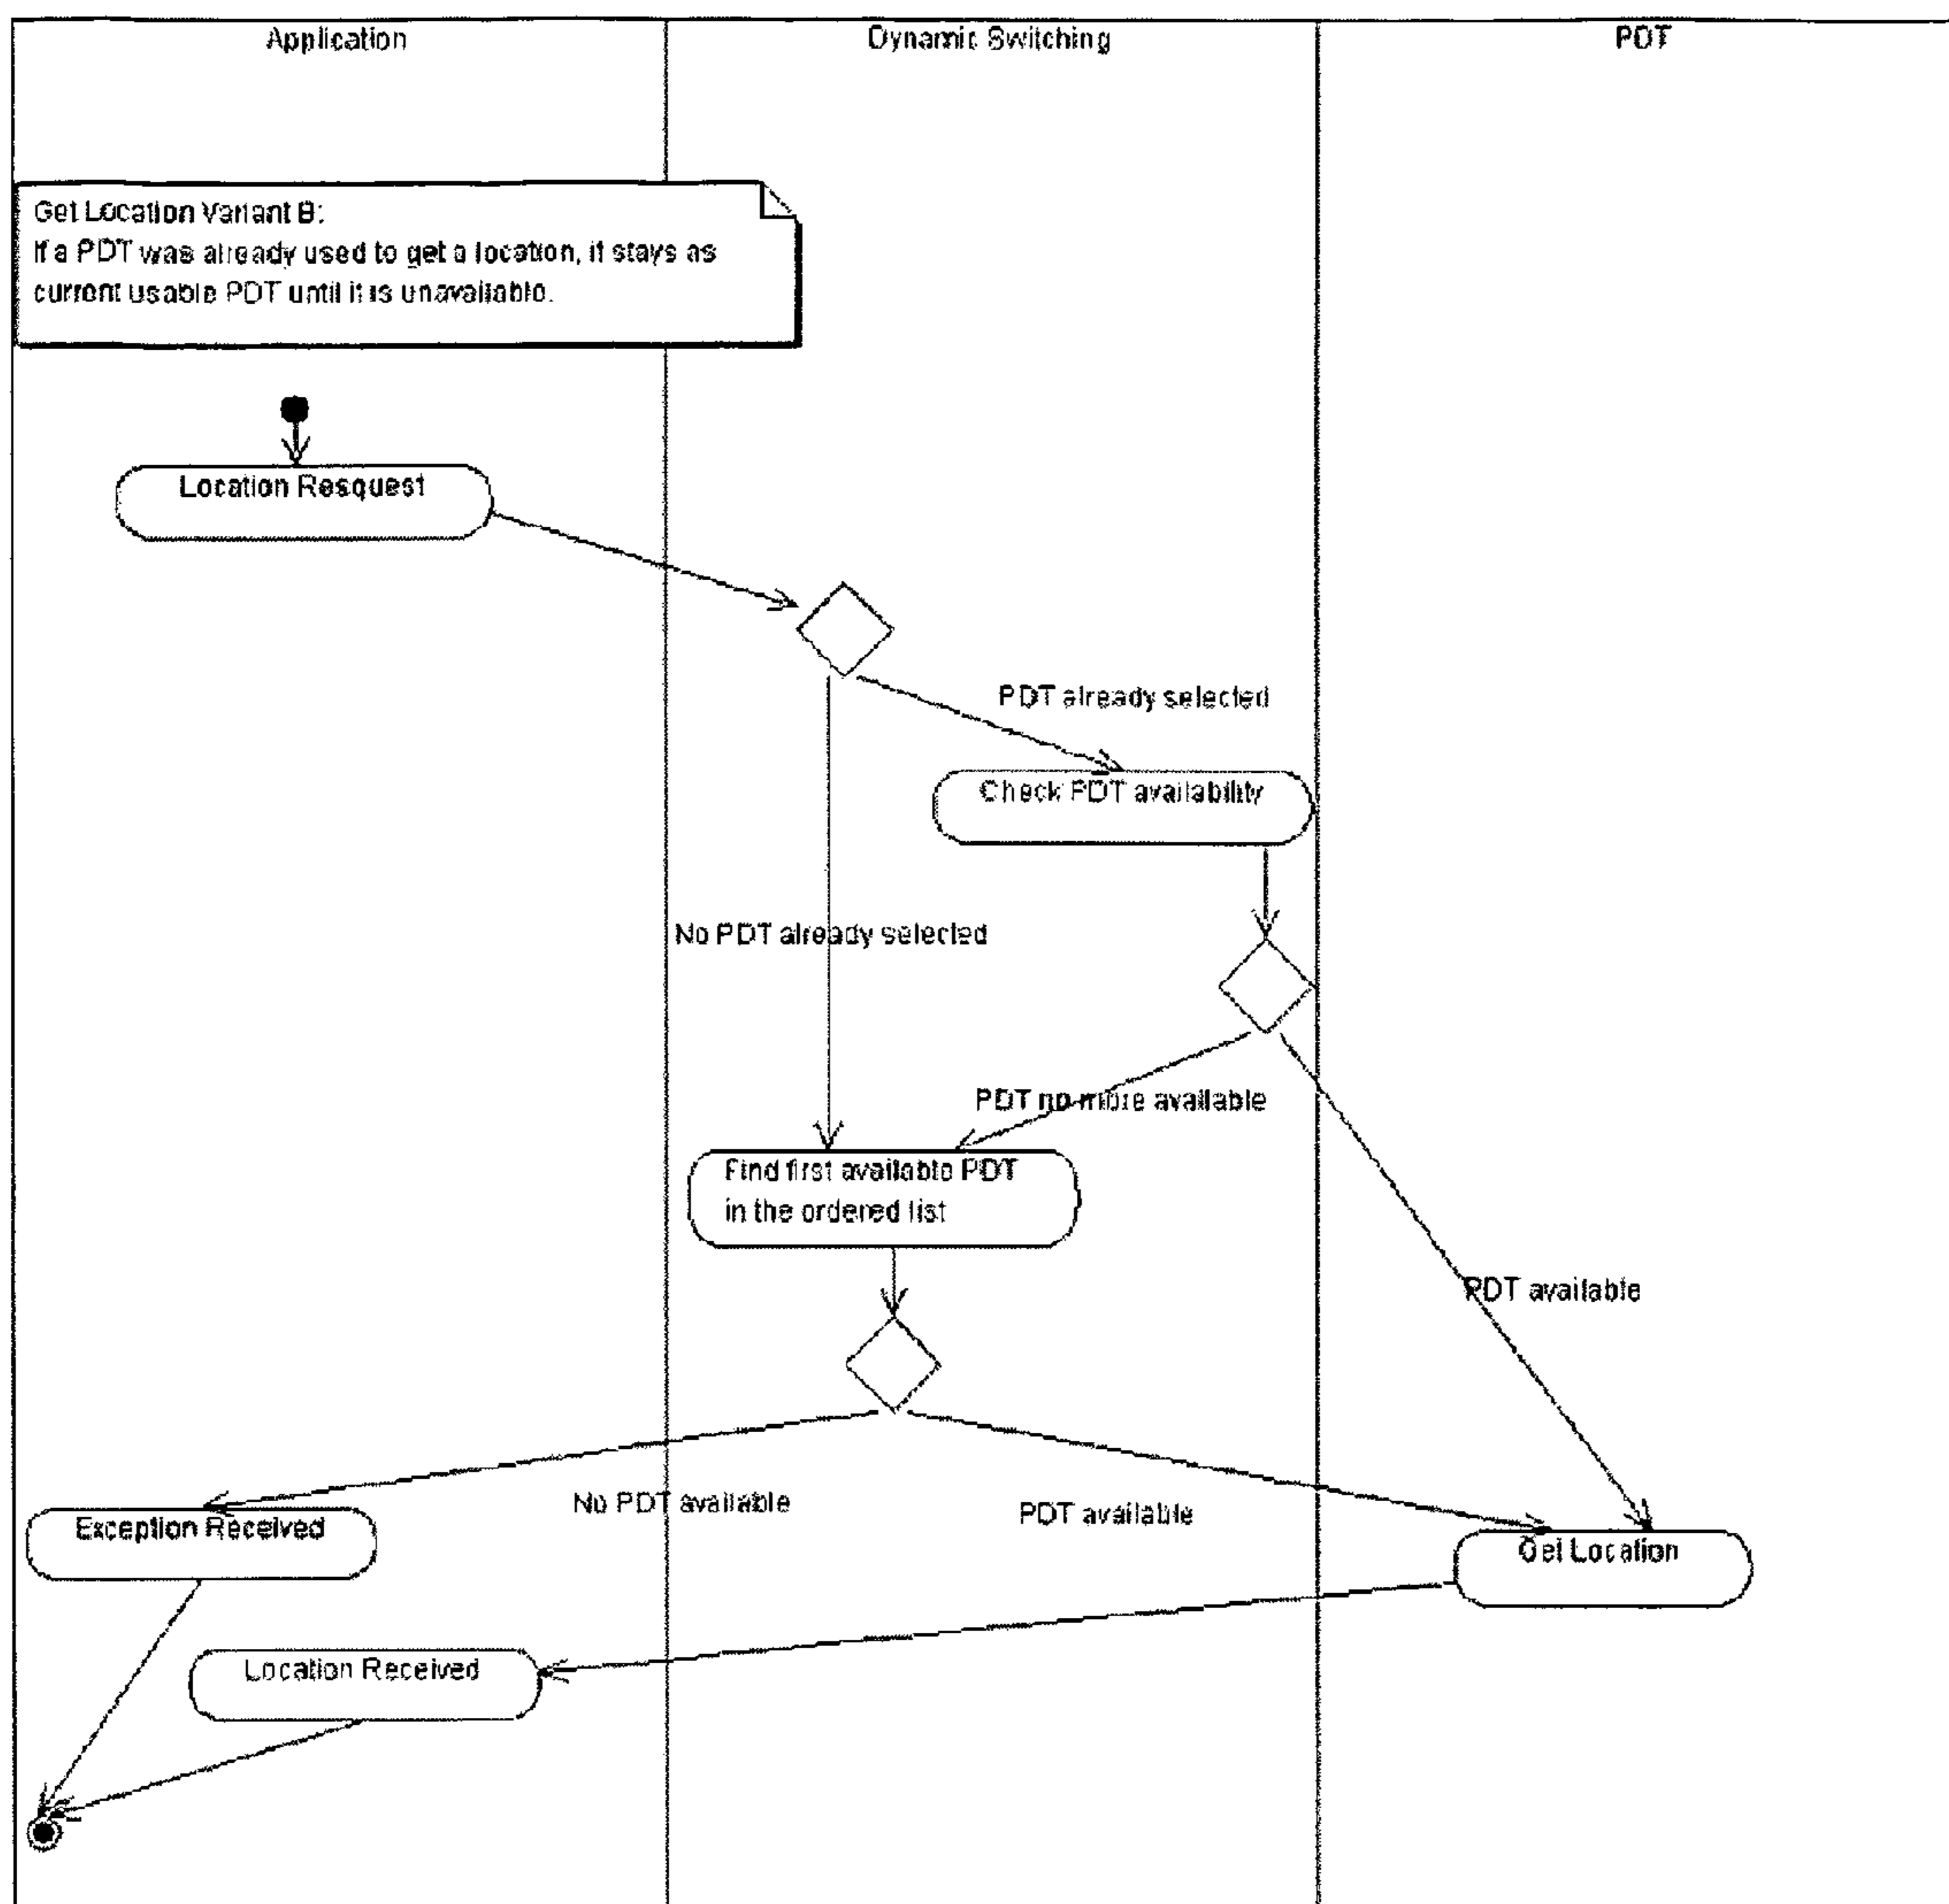 Application
Dynamic Switching
PDT
Get Location Variant B:
If a PDT was already used to get a location, it stays as
current usable PDT until it is unavailable.
Location Resquest
PDT already selected
Check PDT availability
No PDT already selected
PDT no more available
Find first available PDT
in the ordered list
PDT available
No PDT available
PDT available
Exception Received
Get Location
Location Received